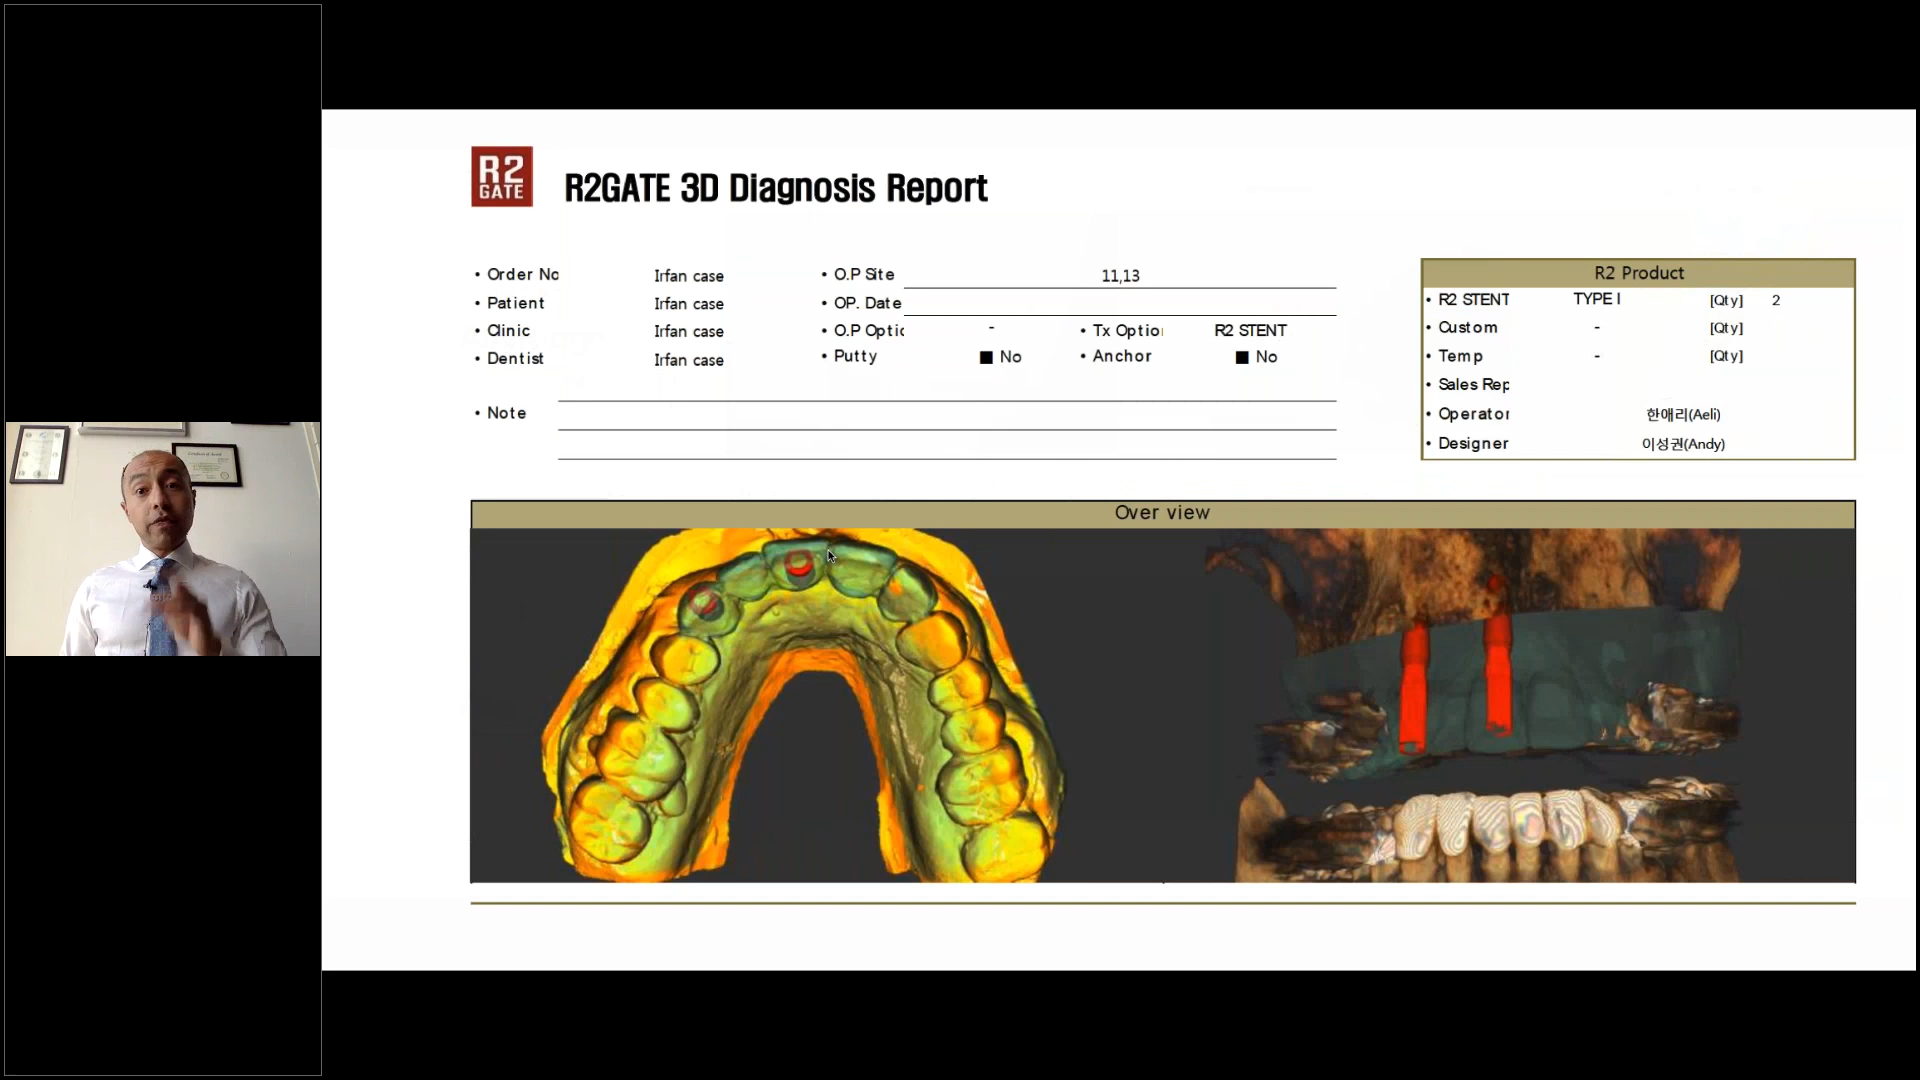 R2
GATE
R2GATE 3D Diagnosis Report
• Order No Irfan case • O.P Site 11,13
• Patient Irfan case • OP. Date
• Clinic Irfan case • O.P Optic - • Tx Optio R2 STENT
• Dentist Irfan case • Putty ■ No • Anchor ■ No
• Note
R2 Product
• R2 STENT TYPE I [Qty] 2
• Custom - [Qty]
• Temp - [Qty]
• Sales Rep
• Operator 한애리(Aeli)
• Designer 이성권(Andy)
Over view